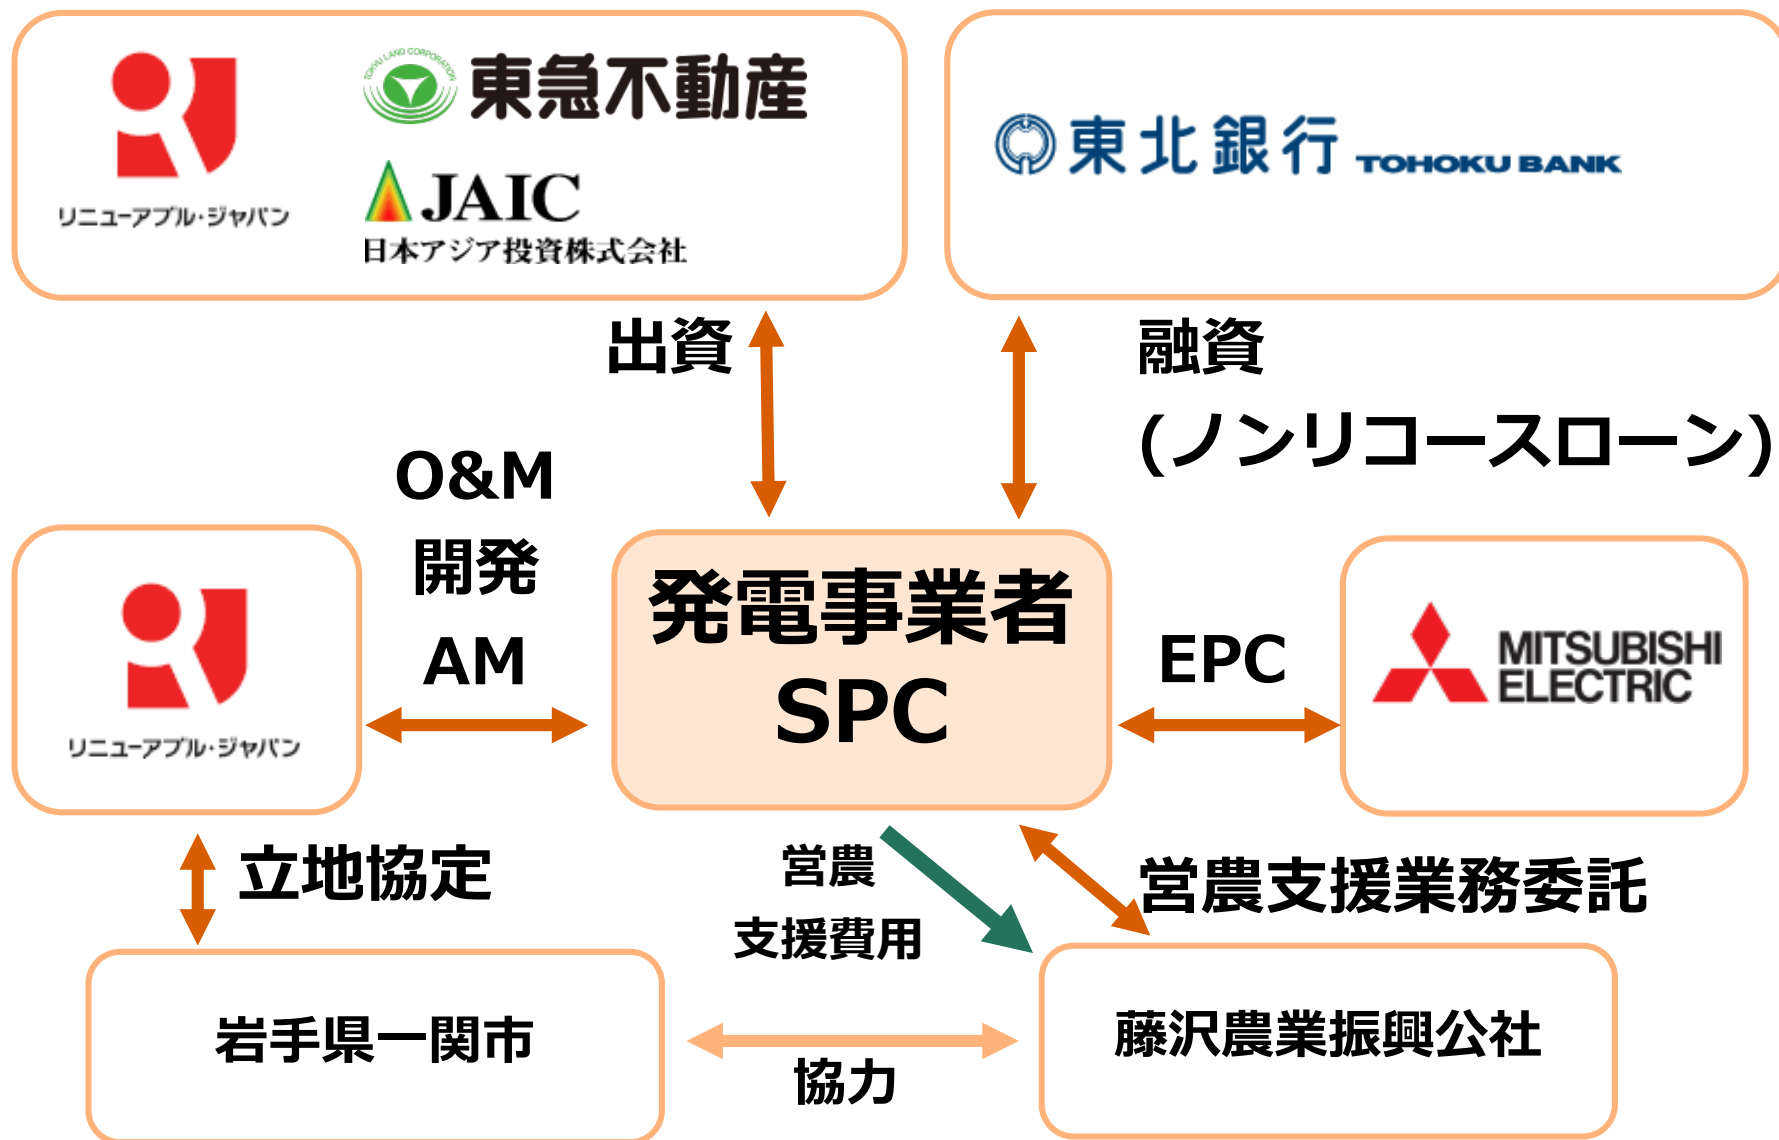 TOKYU LAND CORPORATION
東急不動産
リニューアブル・ジャパン
JAIC
日本アジア投資株式会社
東北銀行 TOHOKU BANK
出資
融資
(ノンリコースローン)
O&M
開発
AM
リニューアブル・ジャパン
発電事業者
SPC
EPC
MITSUBISHI
ELECTRIC
立地協定
営農
支援費用
営農支援業務委託
岩手県一関市
協力
藤沢農業振興公社